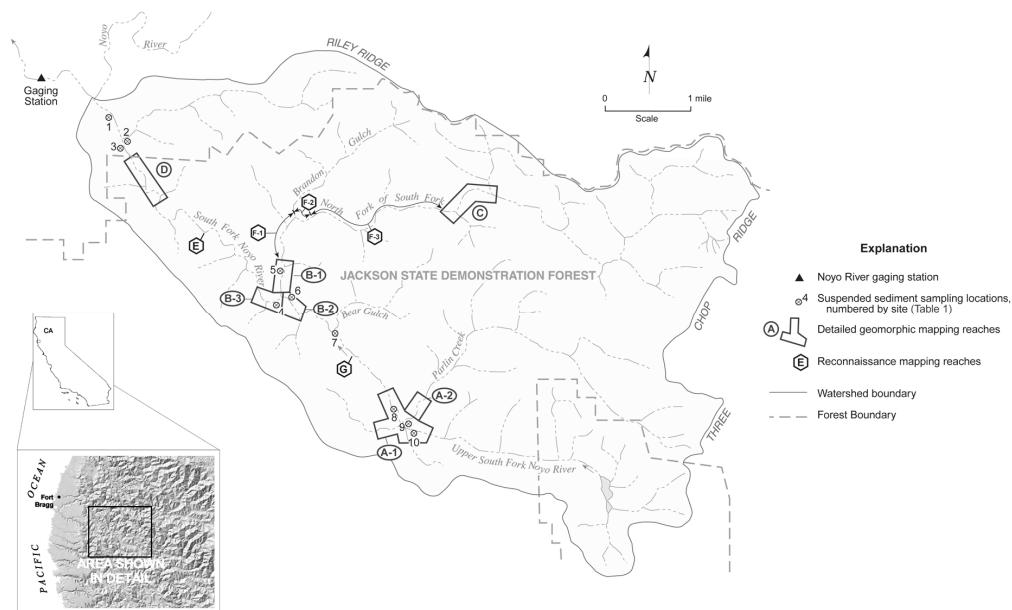 Noyo
River
Gaging
Station
RILEY RIDGE
N
0 1 mile
Scale
1
2
3
D
Brandon
Gulch
F-2
North
Fork of South Fork
C
F-1
F-3
E
South Fork Noyo River
5
B-1
JACKSON STATE DEMONSTRATION FOREST
B-3
6
B-2
4
Bear Gulch
7
G
Parlin Creek
A-2
8
9
10
A-1
Upper South Fork Noyo River
THREE
CHOP
RIDGE
Explanation
Noyo River gaging station
4 Suspended sediment sampling locations,
numbered by site (Table 1)
A Detailed geomorphic mapping reaches
E Reconnaissance mapping reaches
Watershed boundary
Forest Boundary
CA
PACIFIC OCEAN
Fort
Bragg
AREA SHOWN
IN DETAIL